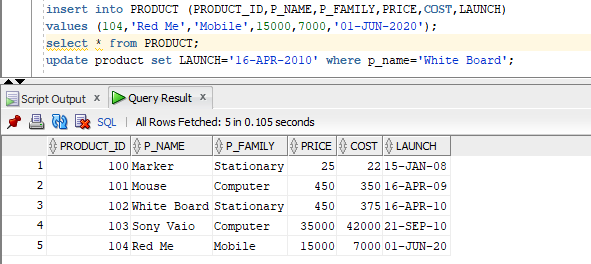 insert into PRODUCT (PRODUCT_ID,P_NAME,P_FAMILY,PRICE,COST,LAUNCH)
values (104,'Red Me','Mobile',15000,7000,'01-JUN-2020');
select * from PRODUCT;
update product set LAUNCH='16-APR-2010' where p_name='White Board';
Script Output x Query Result x
SQL | All Rows Fetched: 5 in 0.105 seconds
PRODUCT_ID P_NAME P_FAMILY PRICE COST LAUNCH
1 100 Marker Stationary 25 22 15-JAN-08
2 101 Mouse Computer 450 350 16-APR-09
3 102 White Board Stationary 450 375 16-APR-10
4 103 Sony Vaio Computer 35000 42000 21-SEP-10
5 104 Red Me Mobile 15000 7000 01-JUN-20